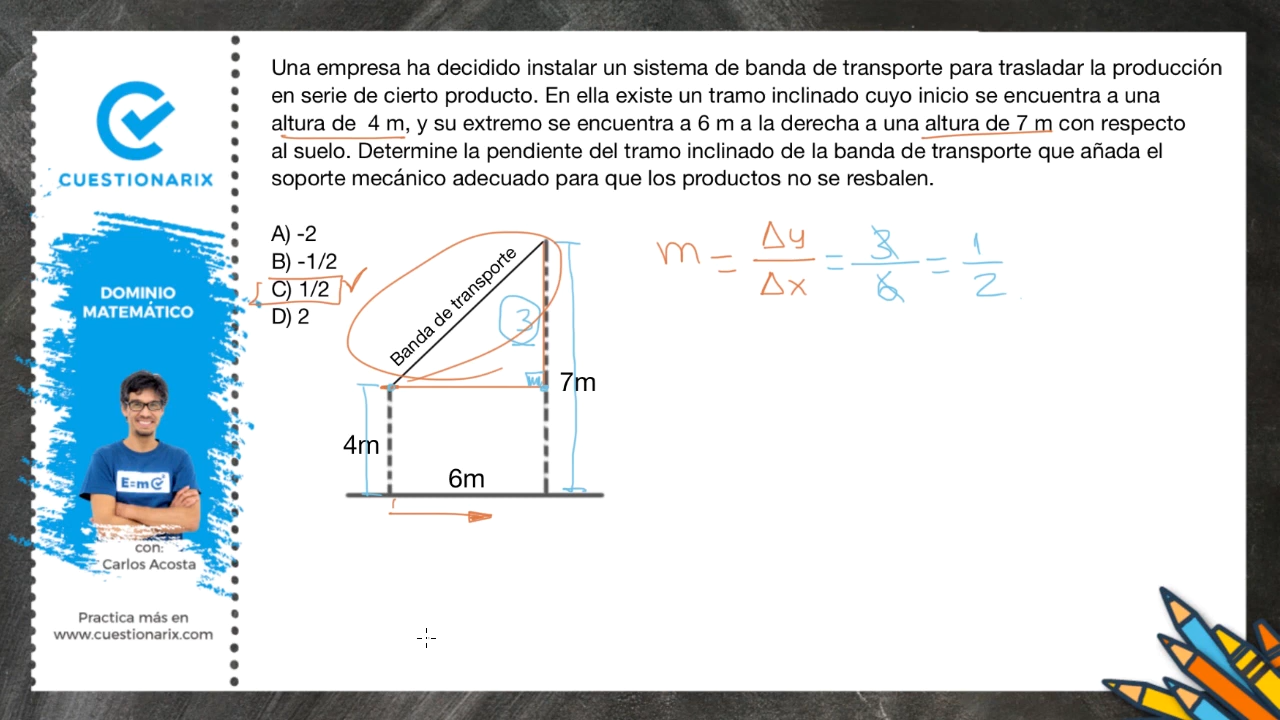 Una empresa ha decidido instalar un sistema de banda de transporte para trasladar la producción
en serie de cierto producto. En ella existe un tramo inclinado cuyo inicio se encuentra a una
altura de 4 m, y su extremo se encuentra a 6 m a la derecha a una altura de 7 m con respecto
al suelo. Determine la pendiente del tramo inclinado de la banda de transporte que añada el
soporte mecánico adecuado para que los productos no se resbalen.
CUESTIONARIX
DOMINIO
MATEMÁTICO
E=mC
con:
Carlos Acosta
Practica más en
www.cuestionarix.com
A) -2
B) -1/2
C) 1/2
D) 2
Banda de transporte
3
7m
4m
6m
m = Δy/Δx = 3/6 = 1/2